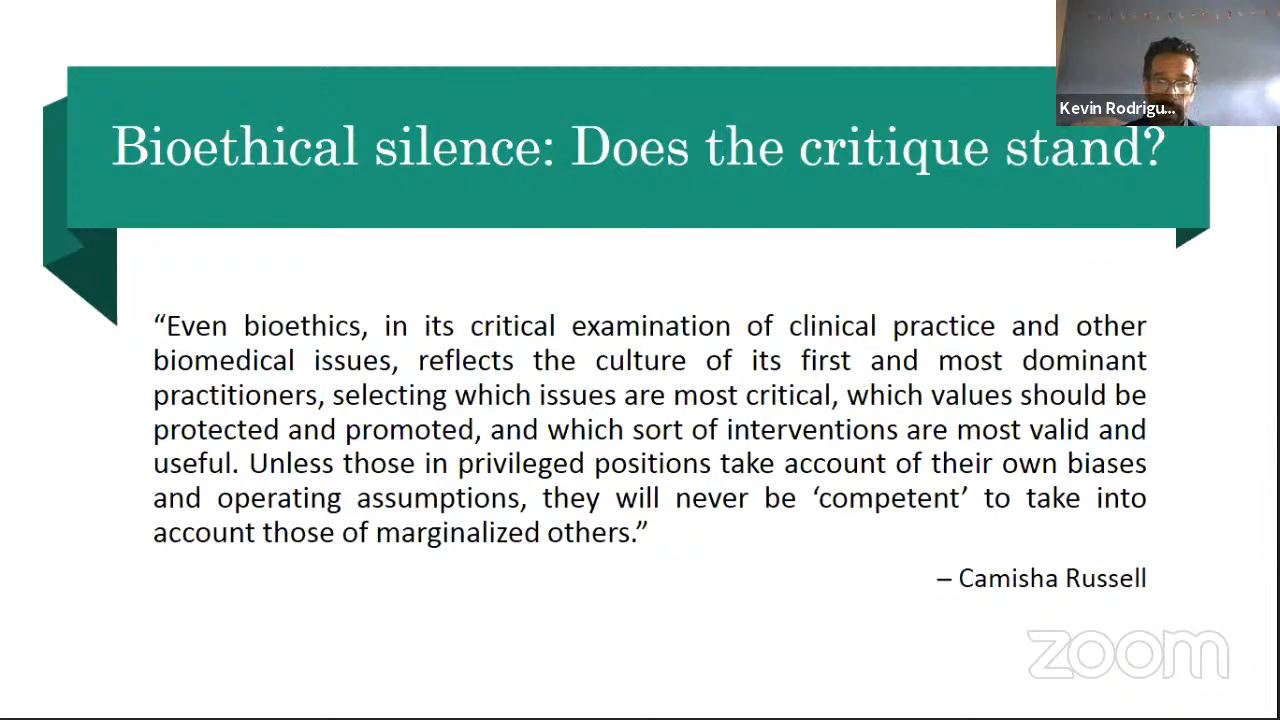 Kevin Rodrigu...
Bioethical silence: Does the critique stand?
“Even bioethics, in its critical examination of clinical practice and other
biomedical issues, reflects the culture of its first and most dominant
practitioners, selecting which issues are most critical, which values should be
protected and promoted, and which sort of interventions are most valid and
useful. Unless those in privileged positions take account of their own biases
and operating assumptions, they will never be ‘competent’ to take into
account those of marginalized others.”
– Camisha Russell
zoom